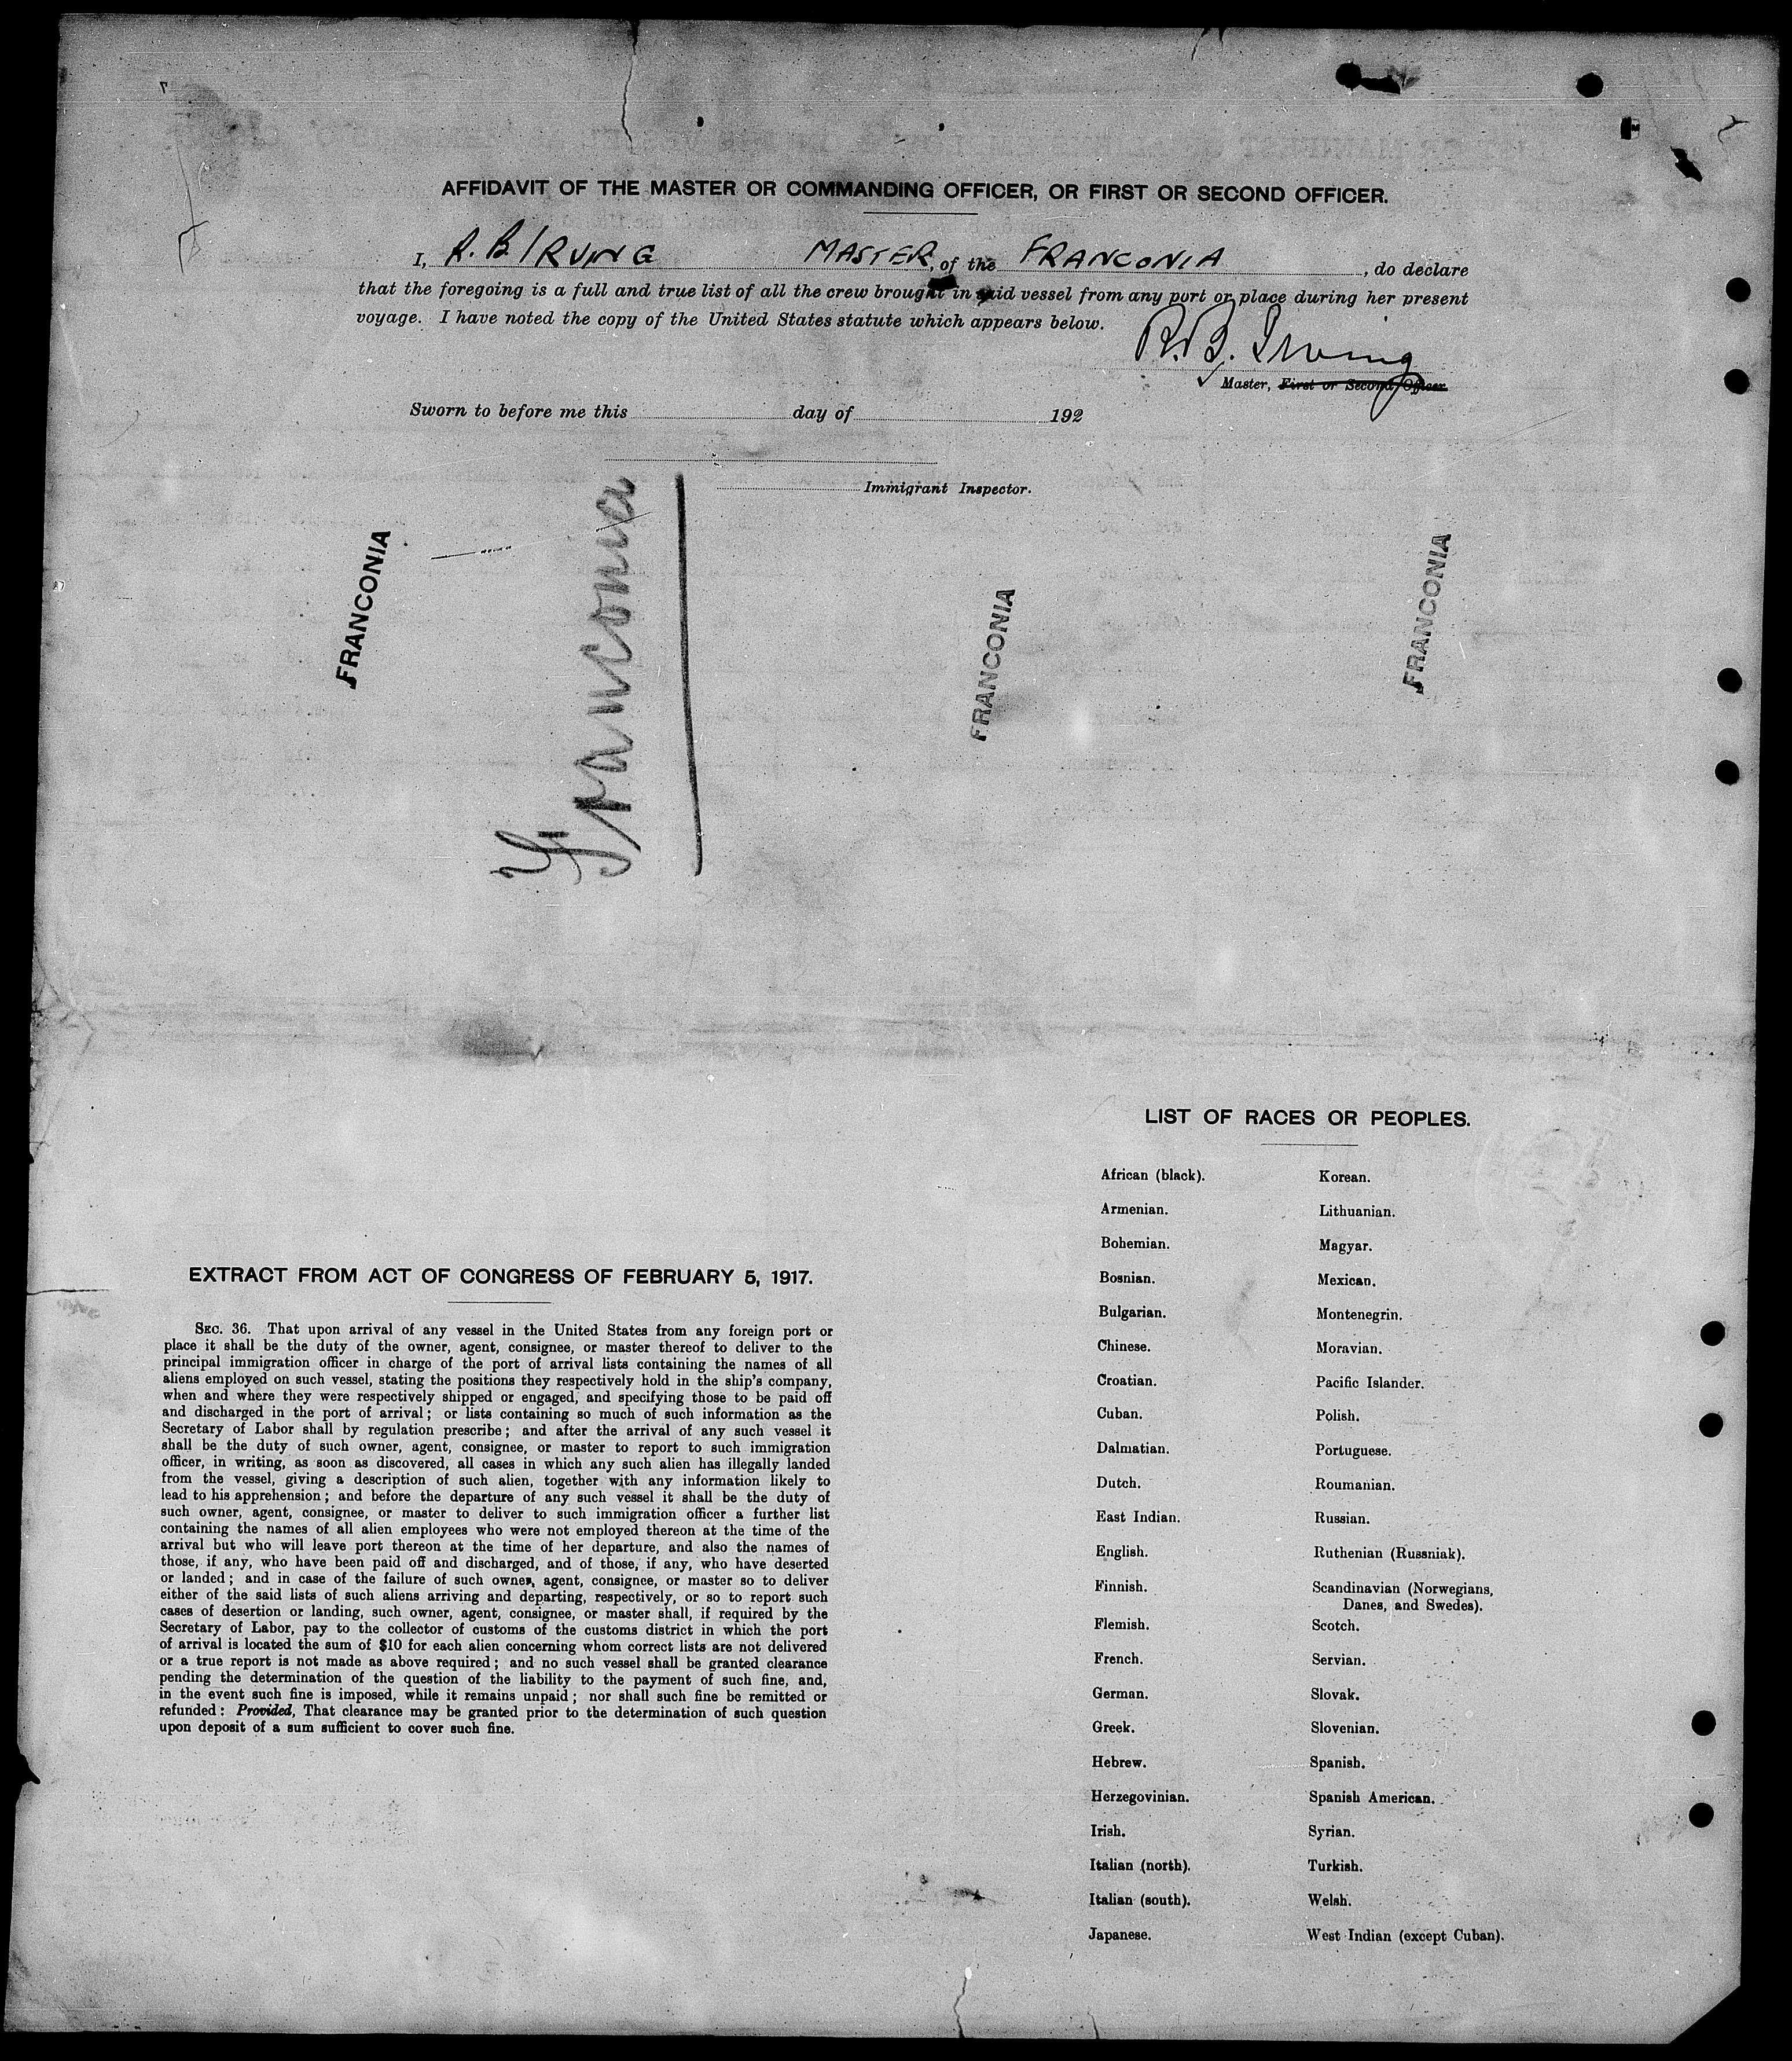 AFFIDAVIT OF THE MASTER OR COMMANDING OFFICER, OR FIRST OR SECOND OFFICER.
I, R. B. IRVING MASTER, of the FRANCONIA, do declare
that the foregoing is a full and true list of all the crew brought in said vessel from any port or place during her present
voyage. I have noted the copy of the United States statute which appears below.
R. B. Irving
Master, First or Second Officer.
Sworn to before me this day of 192
Immigrant Inspector.
FRANCONIA
Franconia
FRANCONIA
FRANCONIA
EXTRACT FROM ACT OF CONGRESS OF FEBRUARY 5, 1917.
SEC. 36. That upon arrival of any vessel in the United States from any foreign port or
place it shall be the duty of the owner, agent, consignee, or master thereof to deliver to the
principal immigration officer in charge of the port of arrival lists containing the names of all
aliens employed on such vessel, stating the positions they respectively hold in the ship's company,
when and where they were respectively shipped or engaged, and specifying those to be paid off
and discharged in the port of arrival; or lists containing so much of such information as the
Secretary of Labor shall by regulation prescribe; and after the arrival of any such vessel it
shall be the duty of such owner, agent, consignee, or master to report to such immigration
officer, in writing, as soon as discovered, all cases in which any such alien has illegally landed
from the vessel, giving a description of such alien, together with any information likely to
lead to his apprehension; and before the departure of any such vessel it shall be the duty of
such owner, agent, consignee, or master to deliver to such immigration officer a further list
containing the names of all alien employees who were not employed thereon at the time of the
arrival but who will leave port thereon at the time of her departure, and also the names of
those, if any, who have been paid off and discharged, and of those, if any, who have deserted
or landed; and in case of the failure of such owner, agent, consignee, or master so to deliver
either of the said lists of such aliens arriving and departing, respectively, or so to report such
cases of desertion or landing, such owner, agent, consignee, or master shall, if required by the
Secretary of Labor, pay to the collector of customs of the customs district in which the port
of arrival is located the sum of $10 for each alien concerning whom correct lists are not delivered
or a true report is not made as above required; and no such vessel shall be granted clearance
pending the determination of the question of the liability to the payment of such fine, and,
in the event such fine is imposed, while it remains unpaid; nor shall such fine be remitted or
refunded: Provided, That clearance may be granted prior to the determination of such question
upon deposit of a sum sufficient to cover such fine.
LIST OF RACES OR PEOPLES.
African (black).
Armenian.
Bohemian.
Bosnian.
Bulgarian.
Chinese.
Croatian.
Cuban.
Dalmatian.
Dutch.
East Indian.
English.
Finnish.
Flemish.
French.
German.
Greek.
Hebrew.
Herzegovinian.
Irish.
Italian (north).
Italian (south).
Japanese.
Korean.
Lithuanian.
Magyar.
Mexican.
Montenegrin.
Moravian.
Pacific Islander.
Polish.
Portuguese.
Roumanian.
Russian.
Ruthenian (Russniak).
Scandinavian (Norwegians,
Danes, and Swedes).
Scotch.
Servian.
Slovak.
Slovenian.
Spanish.
Spanish American.
Syrian.
Turkish.
Welsh.
West Indian (except Cuban).